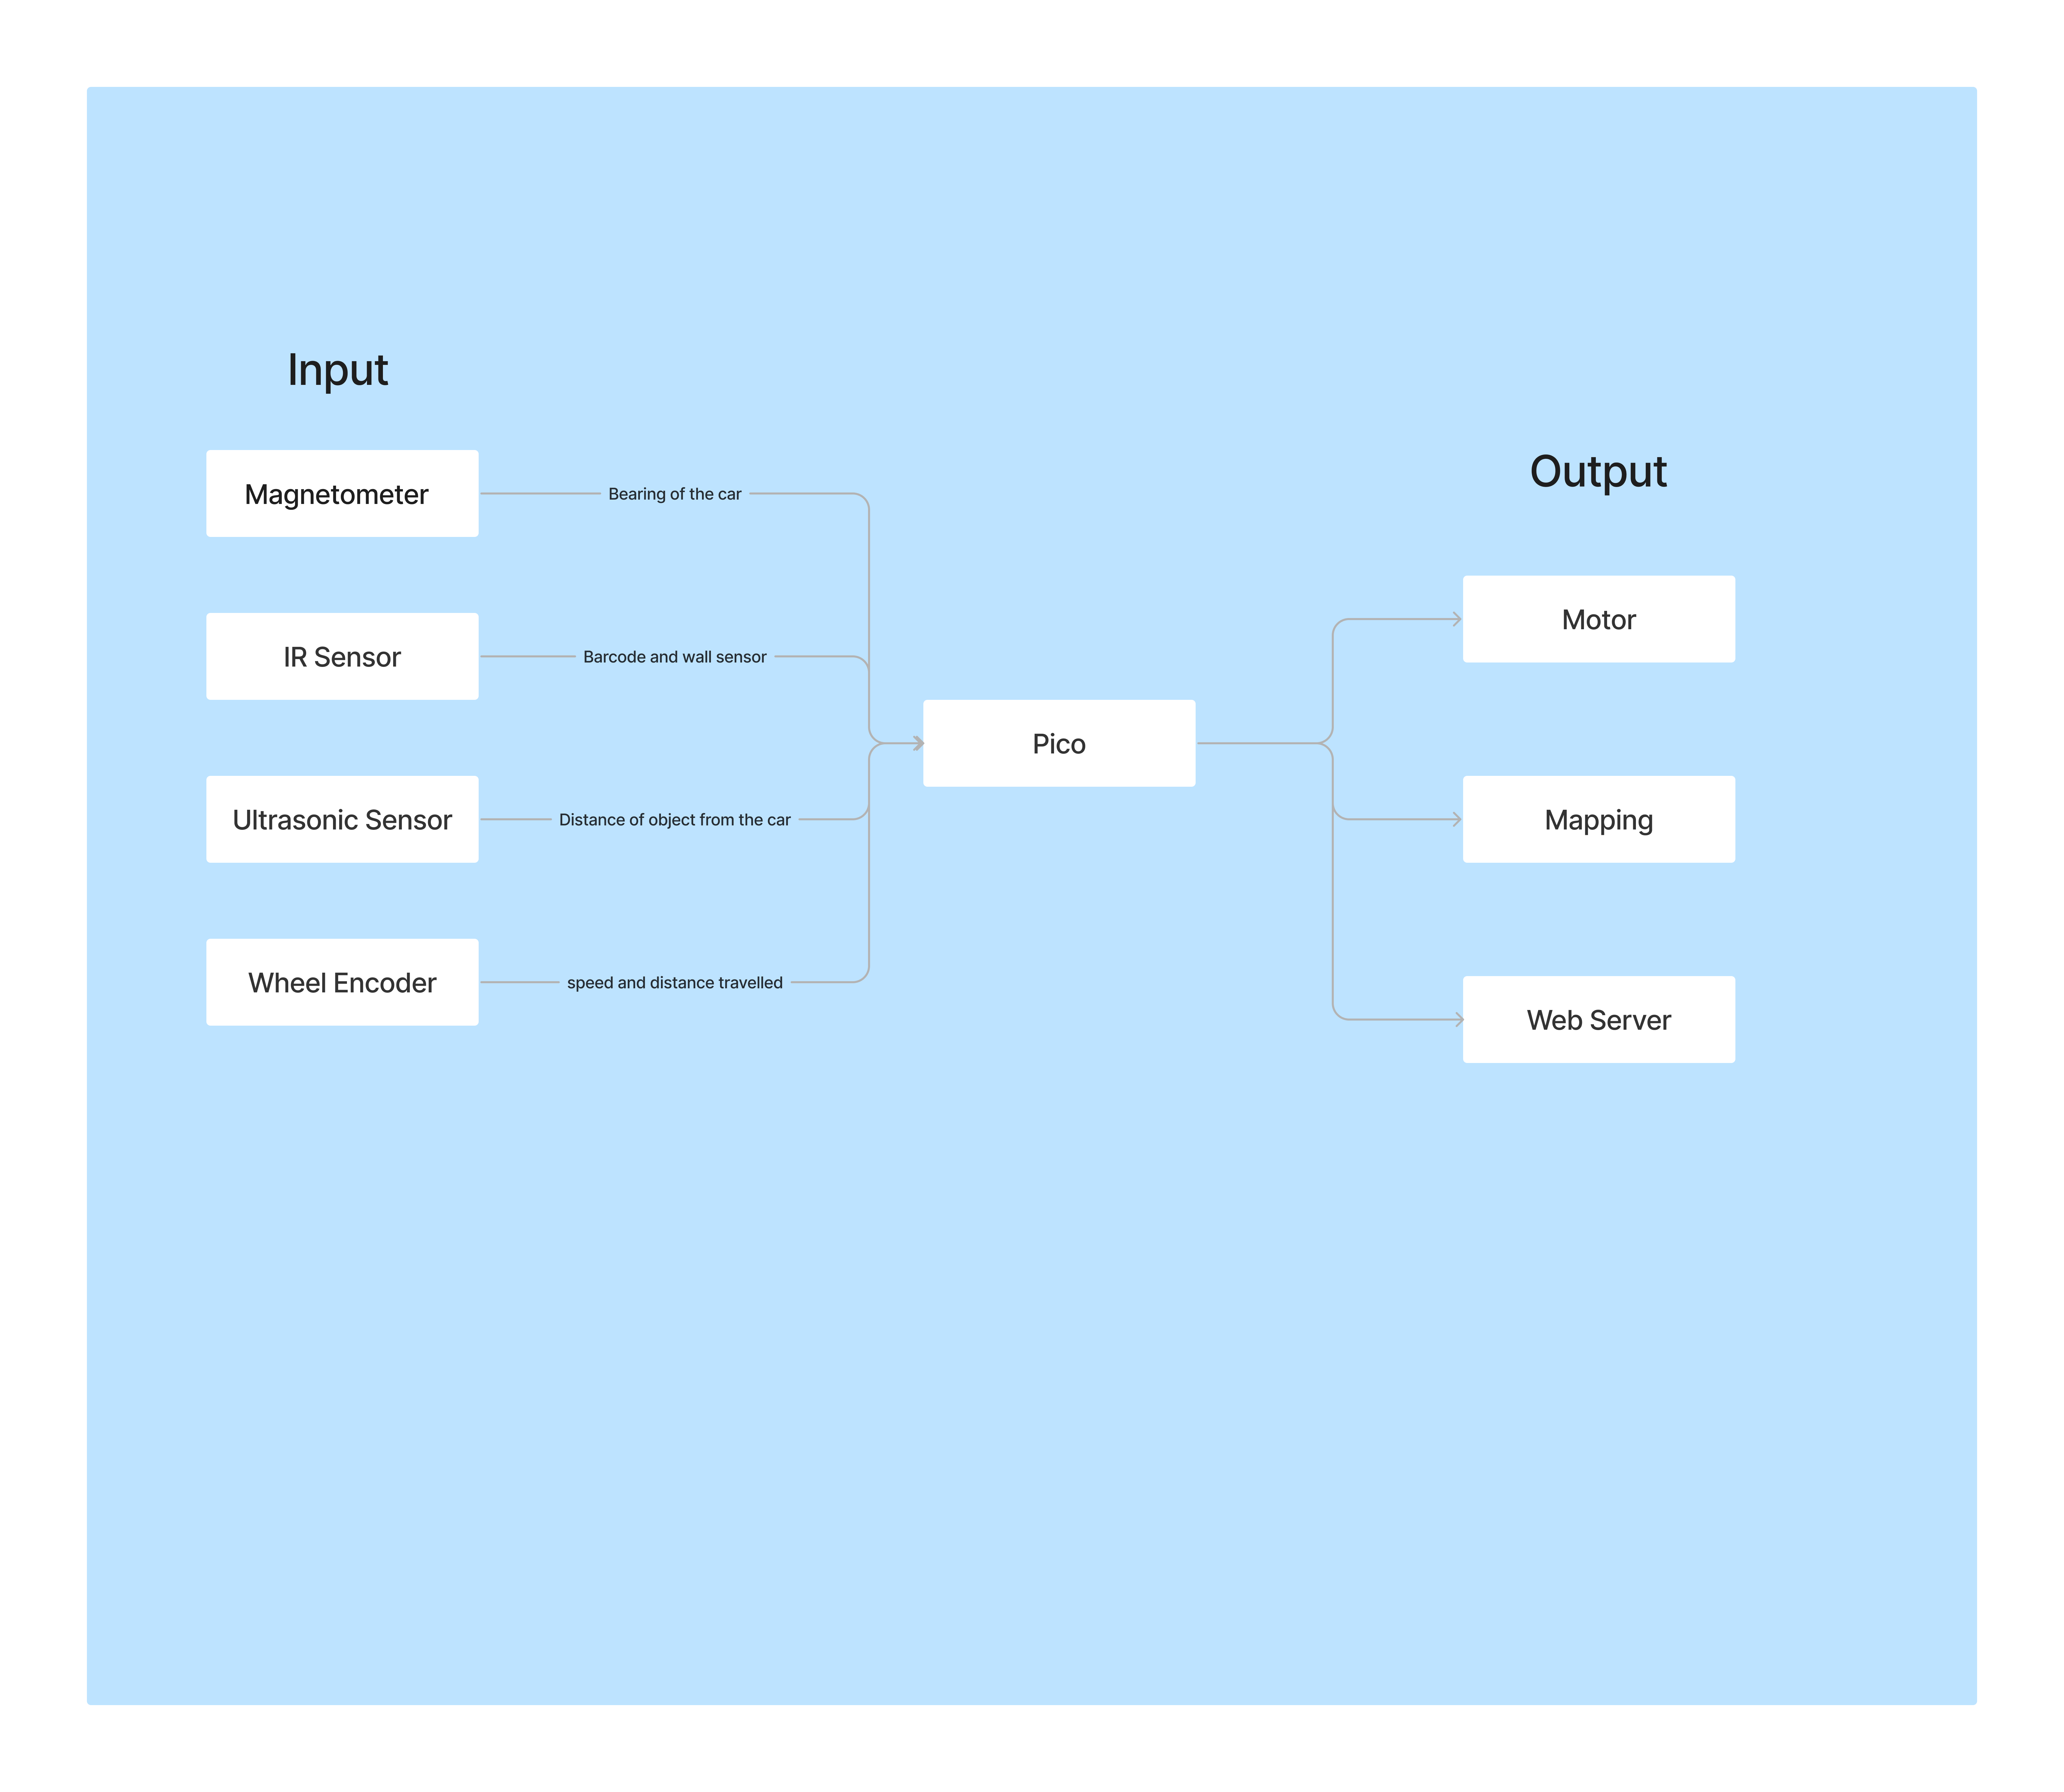 Input
Magnetometer
Bearing of the car
IR Sensor
Barcode and wall sensor
Ultrasonic Sensor
Distance of object from the car
Wheel Encoder
speed and distance travelled
Pico
Output
Motor
Mapping
Web Server